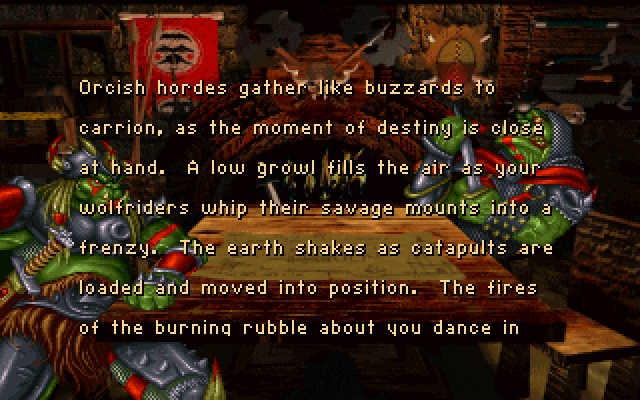 Orcish hordes gather like buzzards to
carrion, as the moment of destiny is close
at hand.  A low growl fills the air as your
wolfriders whip their savage mounts into a
frenzy.  The earth shakes as catapults are
loaded and moved into position.  The fires
of the burning rubble about you dance in